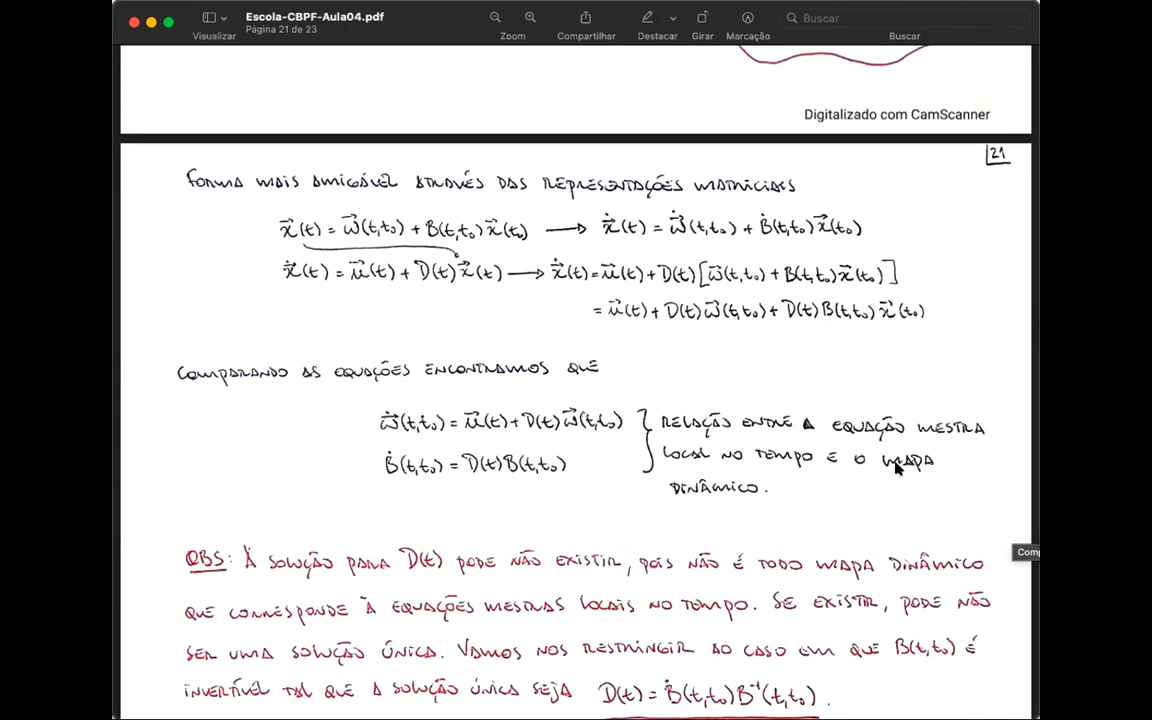 Escola-CBPF-Aula04.pdf
Página 21 de 23
Visualizar
Zoom
Compartilhar
Destacar
Girar
Marcação
Buscar
Buscar
Digitalizado com CamScanner
21
FORMA MAIS AMIGÁVEL ATRAVÉS DAS REPRESENTAÇÕES MATRICIAIS
x⃗(t) = w⃗(t,t₀) + B(t,t₀)x⃗(t₀) → ẋ⃗(t) = ẇ⃗(t,t₀) + Ḃ(t,t₀)x⃗(t₀)
ẋ⃗(t) = u⃗(t) + D(t)x⃗(t) → ẋ⃗(t) = u⃗(t) + D(t)[w⃗(t,t₀) + B(t,t₀)x⃗(t₀)]
= u⃗(t) + D(t)w⃗(t,t₀) + D(t)B(t,t₀)x⃗(t₀)
COMPARANDO AS EQUAÇÕES ENCONTRAMOS QUE
ẇ⃗(t,t₀) = u⃗(t) + D(t)w⃗(t,t₀) } RELAÇÃO ENTRE A EQUAÇÃO MESTRA
Ḃ(t,t₀) = D(t)B(t,t₀) LOCAL NO TEMPO E O MAPA
DINÂMICO.
Comp
OBS: A SOLUÇÃO PARA D(t) PODE NÃO EXISTIR, POIS NÃO É TODO MAPA DINÂMICO
QUE CORRESPONDE À EQUAÇÕES MESTRAS LOCAIS NO TEMPO. SE EXISTIR, PODE NÃO
SER UMA SOLUÇÃO ÚNICA. VAMOS NOS RESTRINGIR AO CASO EM QUE B(t,t₀) É
INVERTÍVEL TAL QUE A SOLUÇÃO ÚNICA SEJA D(t) = Ḃ(t,t₀)B⁻¹(t,t₀).